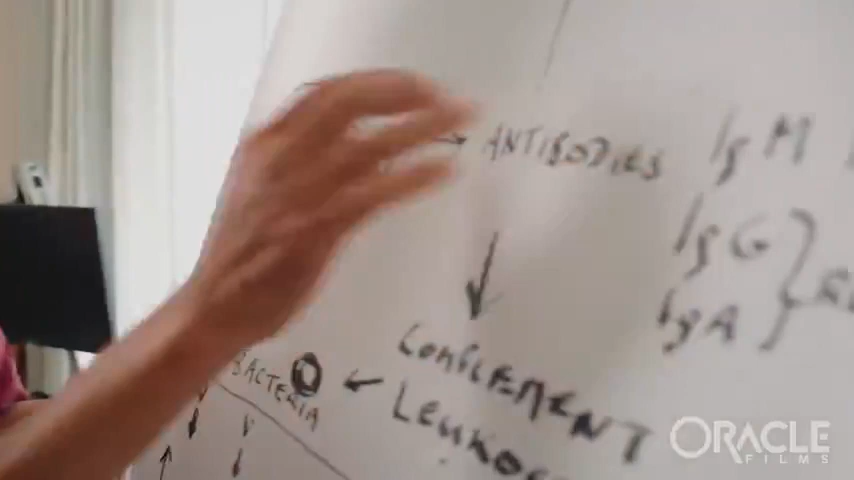 → ANTIBODIES IgM
IgG
IgA
COMPLEMENT
BACTERIA ← LEUKOC
ORACLE
FILMS